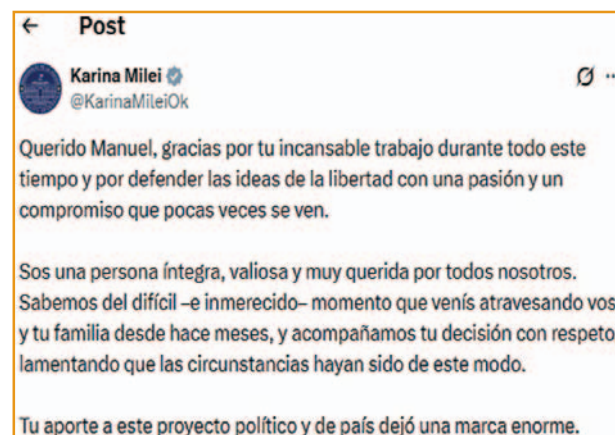 ← Post
Karina Milei
@KarinaMileiOk
Querido Manuel, gracias por tu incansable trabajo durante todo este
tiempo y por defender las ideas de la libertad con una pasión y un
compromiso que pocas veces se ven.
Sos una persona íntegra, valiosa y muy querida por todos nosotros.
Sabemos del difícil –e inmerecido– momento que venís atravesando vos
y tu familia desde hace meses, y acompañamos tu decisión con respeto
lamentando que las circunstancias hayan sido de este modo.
Tu aporte a este proyecto político y de país dejó una marca enorme.